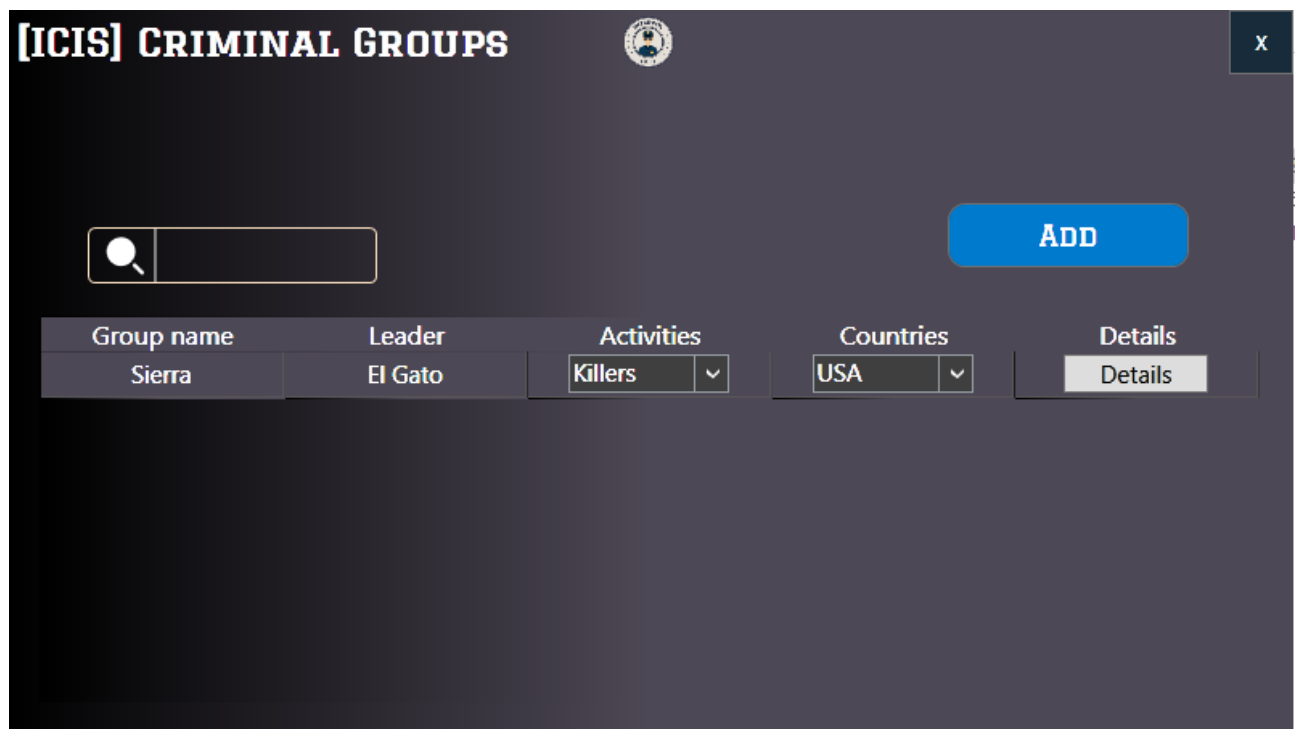 [ICIS] Criminal Groups
x
Add
Group name Leader Activities Countries Details
Sierra El Gato Killers USA Details